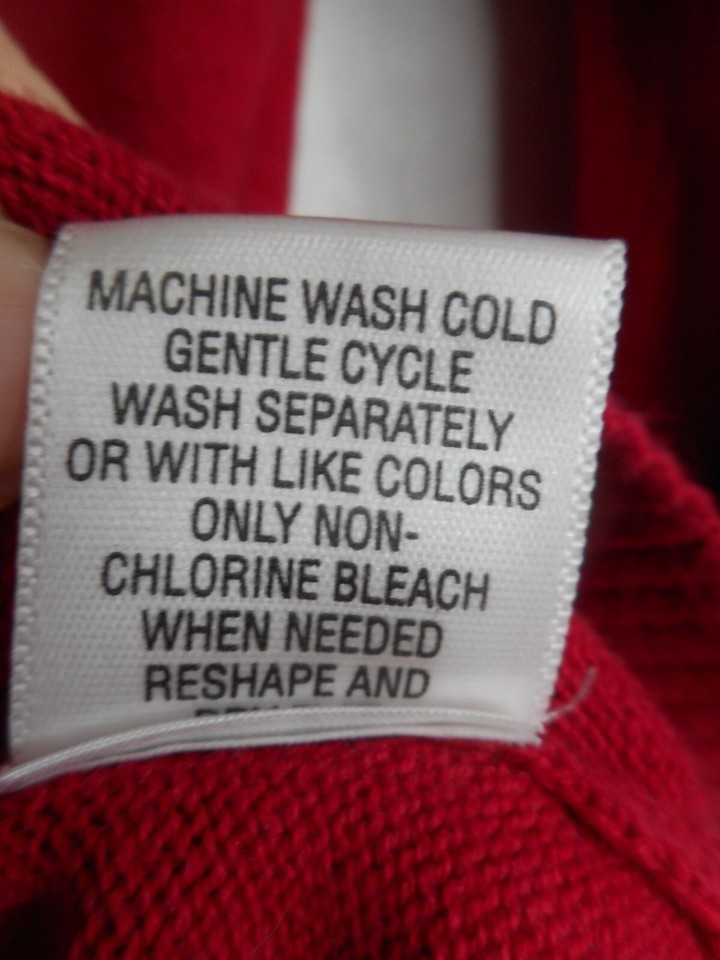 MACHINE WASH COLD
GENTLE CYCLE
WASH SEPARATELY
OR WITH LIKE COLORS
ONLY NON-
CHLORINE BLEACH
WHEN NEEDED
RESHAPE AND